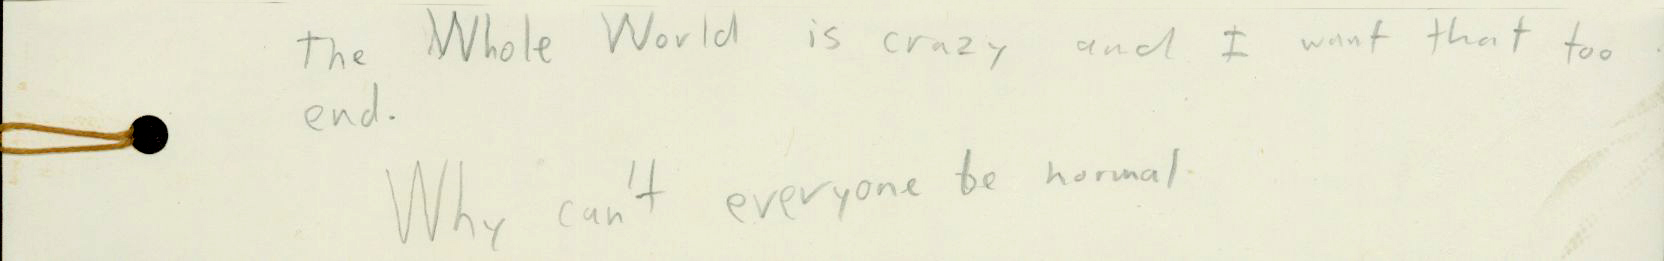 The Whole World is crazy and I want that too
end.
Why can't everyone be normal